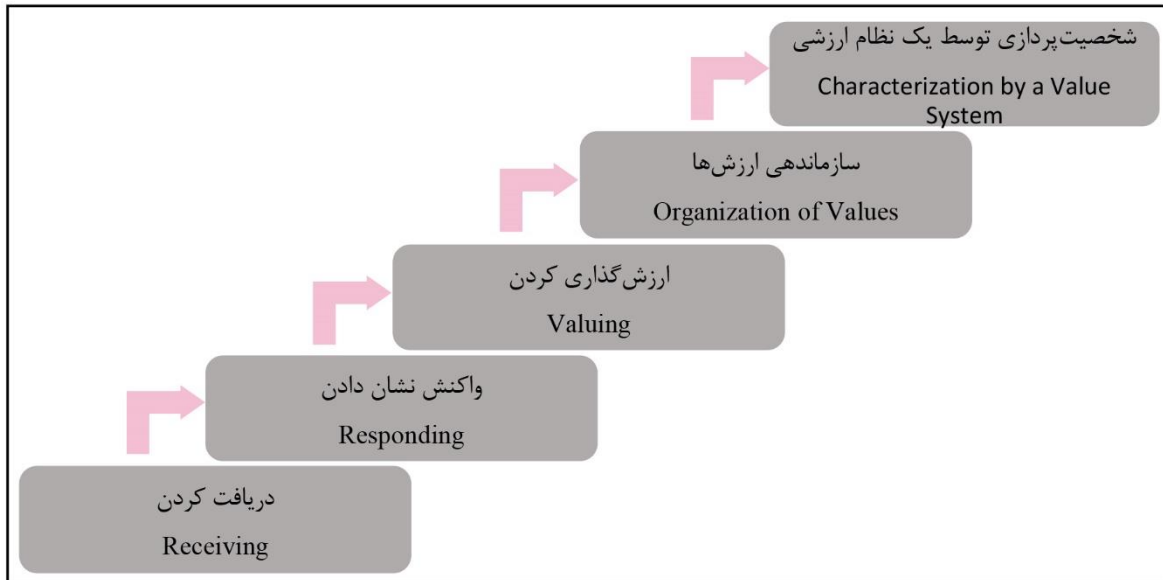 شخصیت‌پردازی توسط یک نظام ارزشی
Characterization by a Value
System
سازماندهی ارزش‌ها
Organization of Values
ارزش‌گذاری کردن
Valuing
واکنش نشان دادن
Responding
دریافت کردن
Receiving